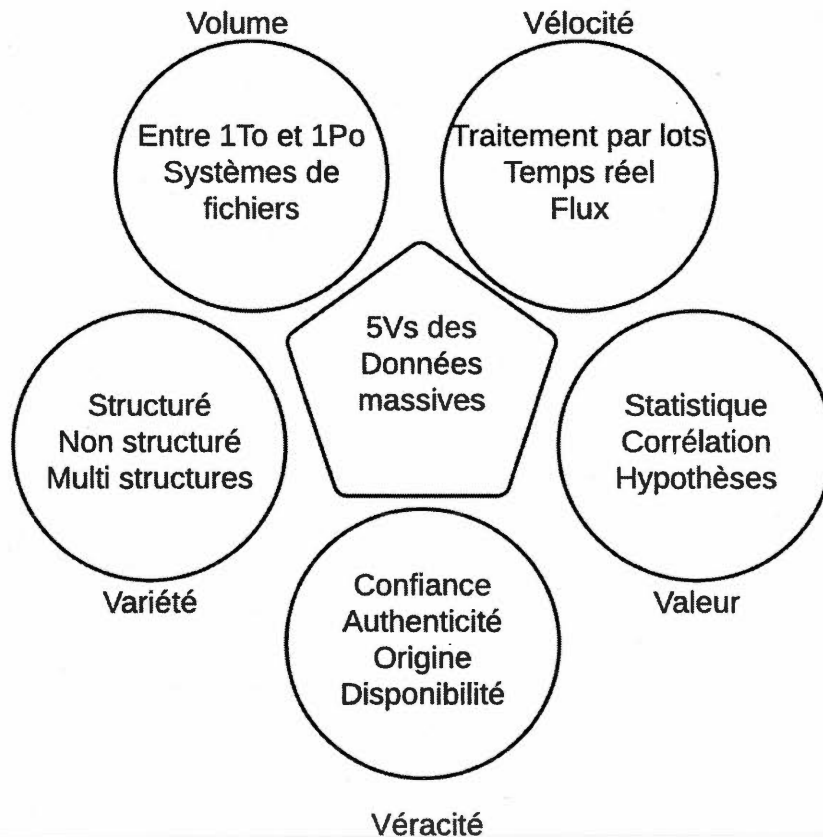 Volume
Entre 1To et 1Po
Systèmes de
fichiers
Vélocité
Traitement par lots
Temps réel
Flux
5Vs des
Données
massives
Structuré
Non structuré
Multi structures
Variété
Statistique
Corrélation
Hypothèses
Valeur
Confiance
Authenticité
Origine
Disponibilité
Véracité